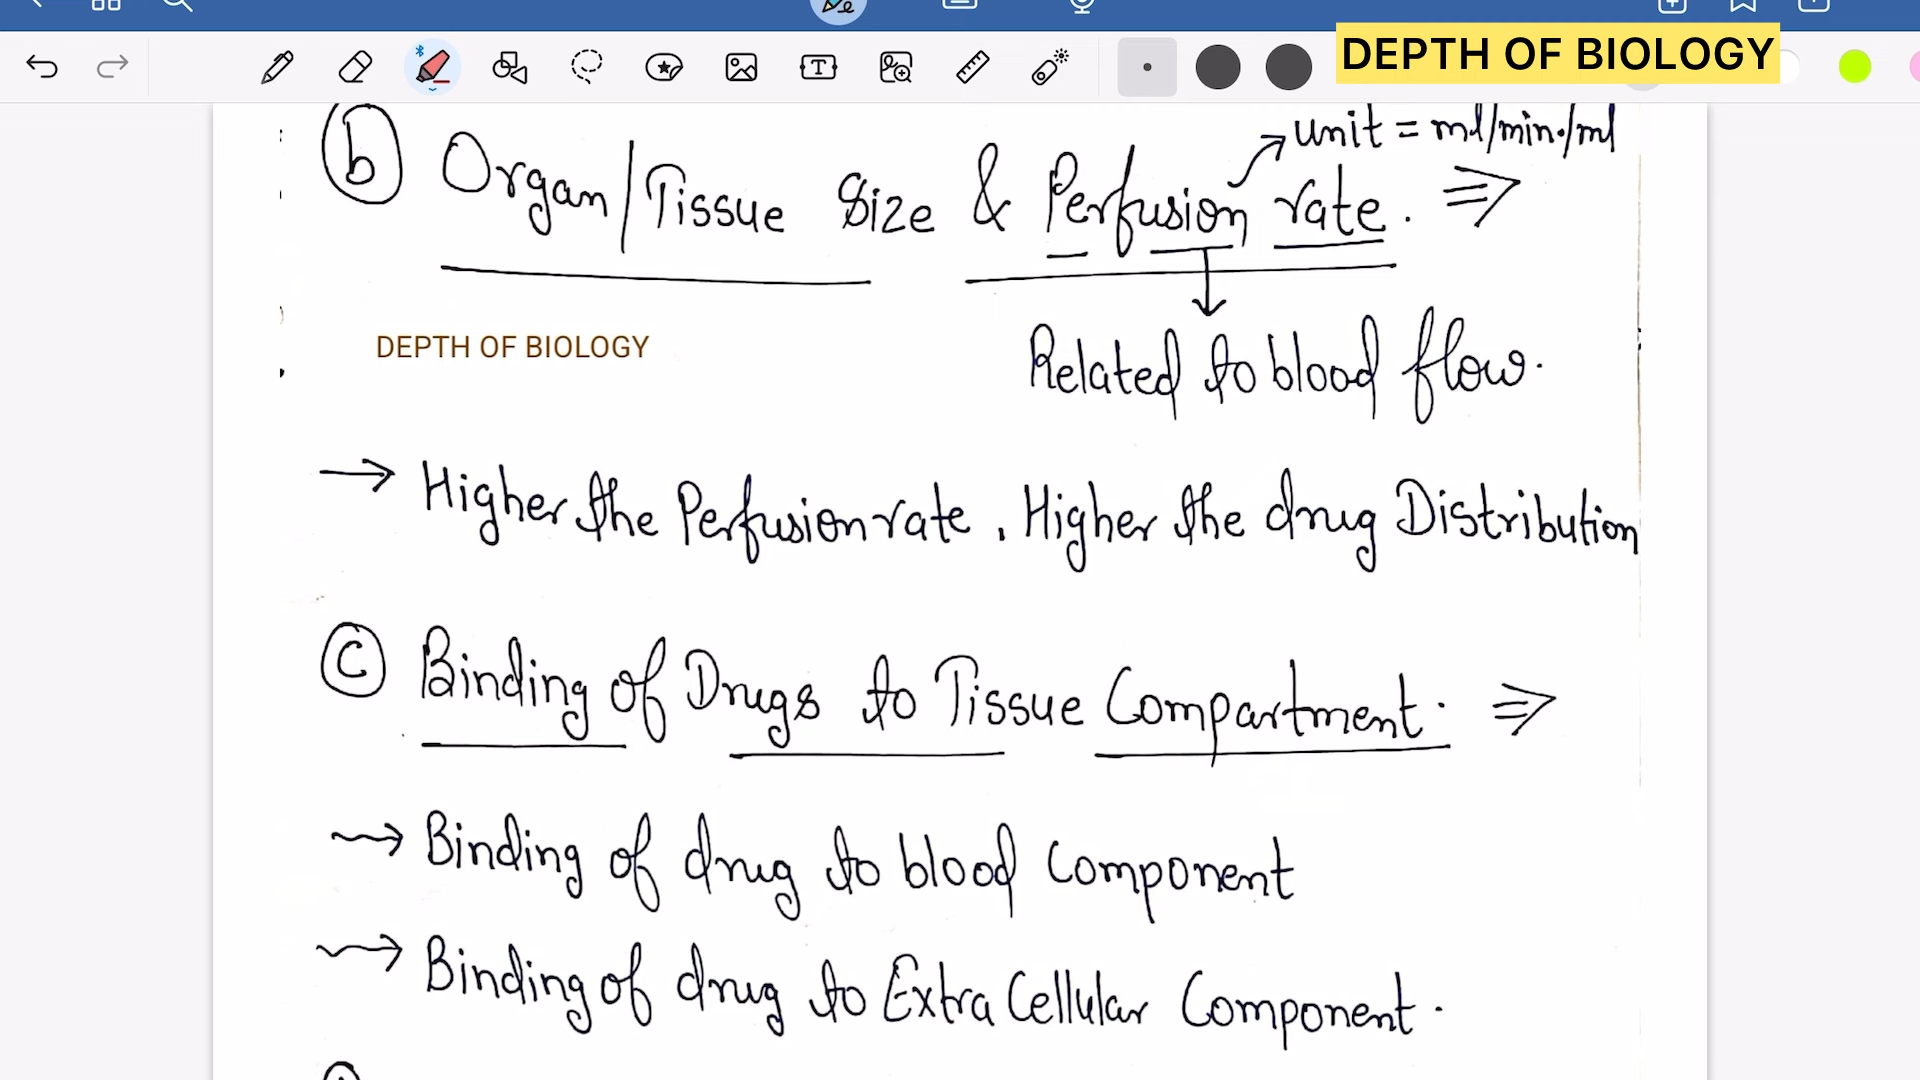 DEPTH OF BIOLOGY
unit = ml/min./ml
(b) Organ/Tissue Size & Perfusion rate. ⇒
DEPTH OF BIOLOGY
Related to blood flow.
→ Higher the Perfusion rate, Higher the drug Distribution
(C) Binding of Drugs to Tissue Compartment. ⇒
→ Binding of drug to blood component
→ Binding of drug to Extra Cellular Component.